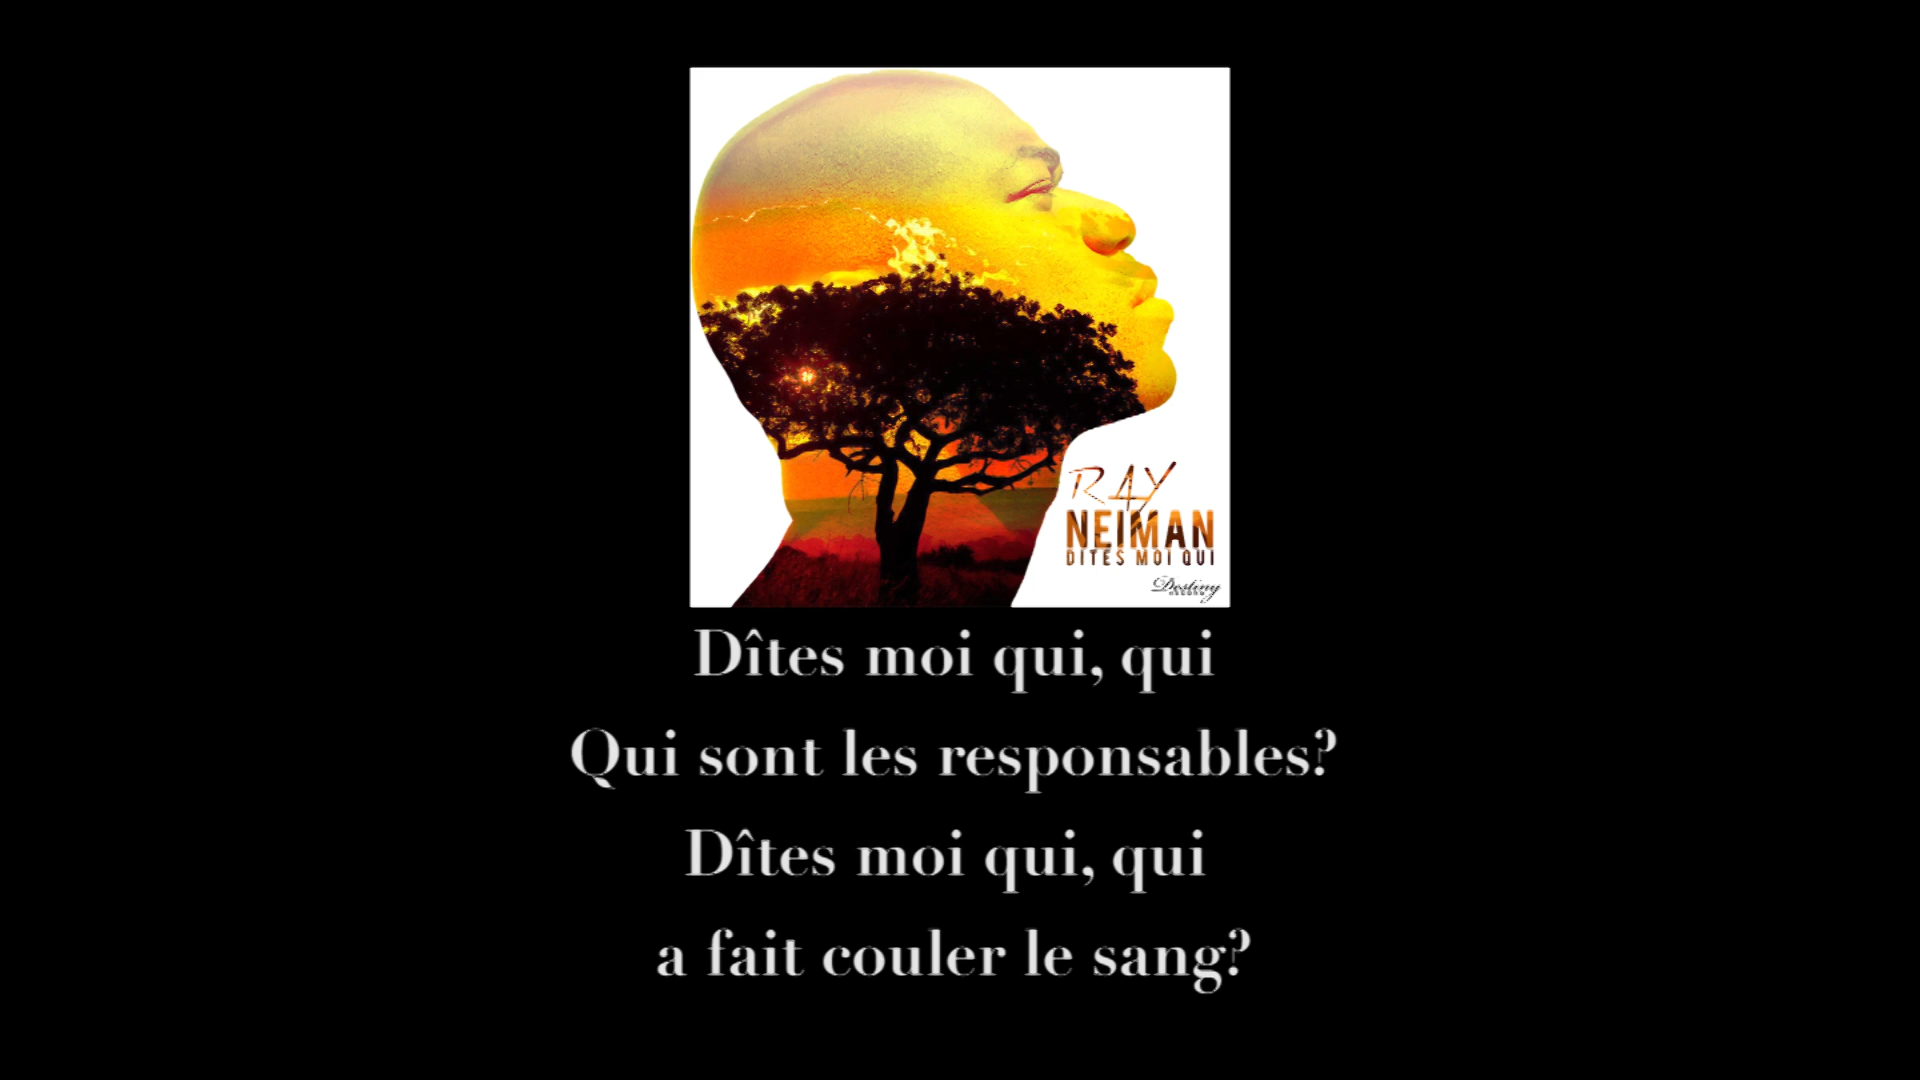 RAY
NEIMAN
DITES MOI QUI
Destiny
RECORD
Dîtes moi qui, qui
Qui sont les responsables?
Dîtes moi qui, qui
a fait couler le sang?